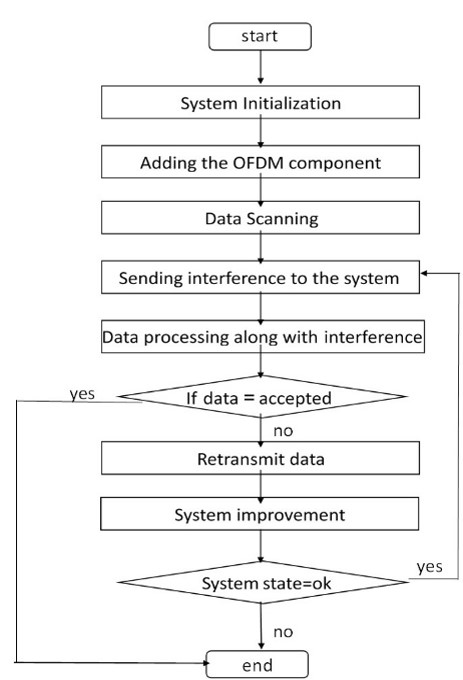 start
System Initialization
Adding the OFDM component
Data Scanning
Sending interference to the system
Data processing along with interference
yes
If data = accepted
no
Retransmit data
System improvement
yes
System state=ok
no
end